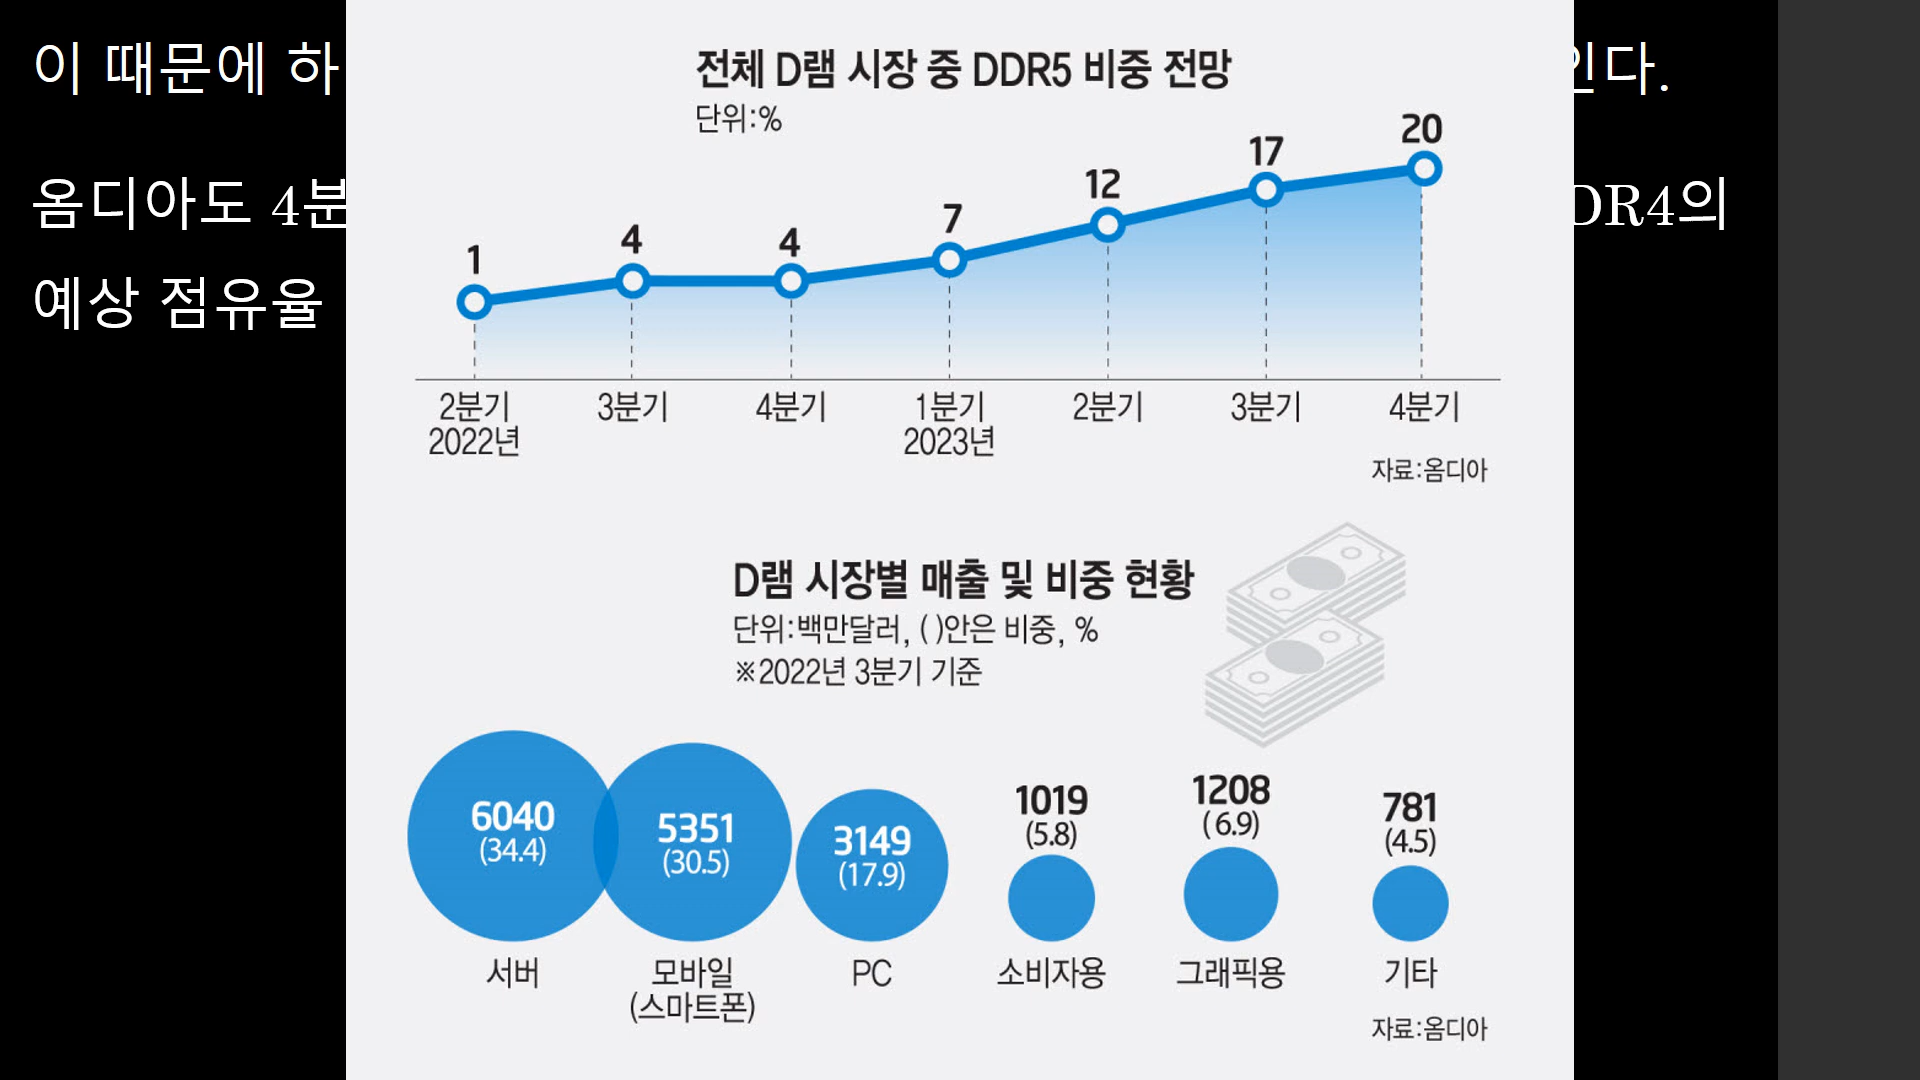 이 때문에 하
인다.
옴디아도 4분
DR4의
예상 점유율
전체 D램 시장 중 DDR5 비중 전망
단위:%
1
4
4
7
12
17
20
2분기
3분기
4분기
1분기
2분기
3분기
4분기
2022년
2023년
자료:옴디아
D램 시장별 매출 및 비중 현황
단위:백만달러, ( )안은 비중, %
※2022년 3분기 기준
6040
(34.4)
5351
(30.5)
3149
(17.9)
1019
(5.8)
1208
( 6.9)
781
(4.5)
서버
모바일
(스마트폰)
PC
소비자용
그래픽용
기타
자료:옴디아